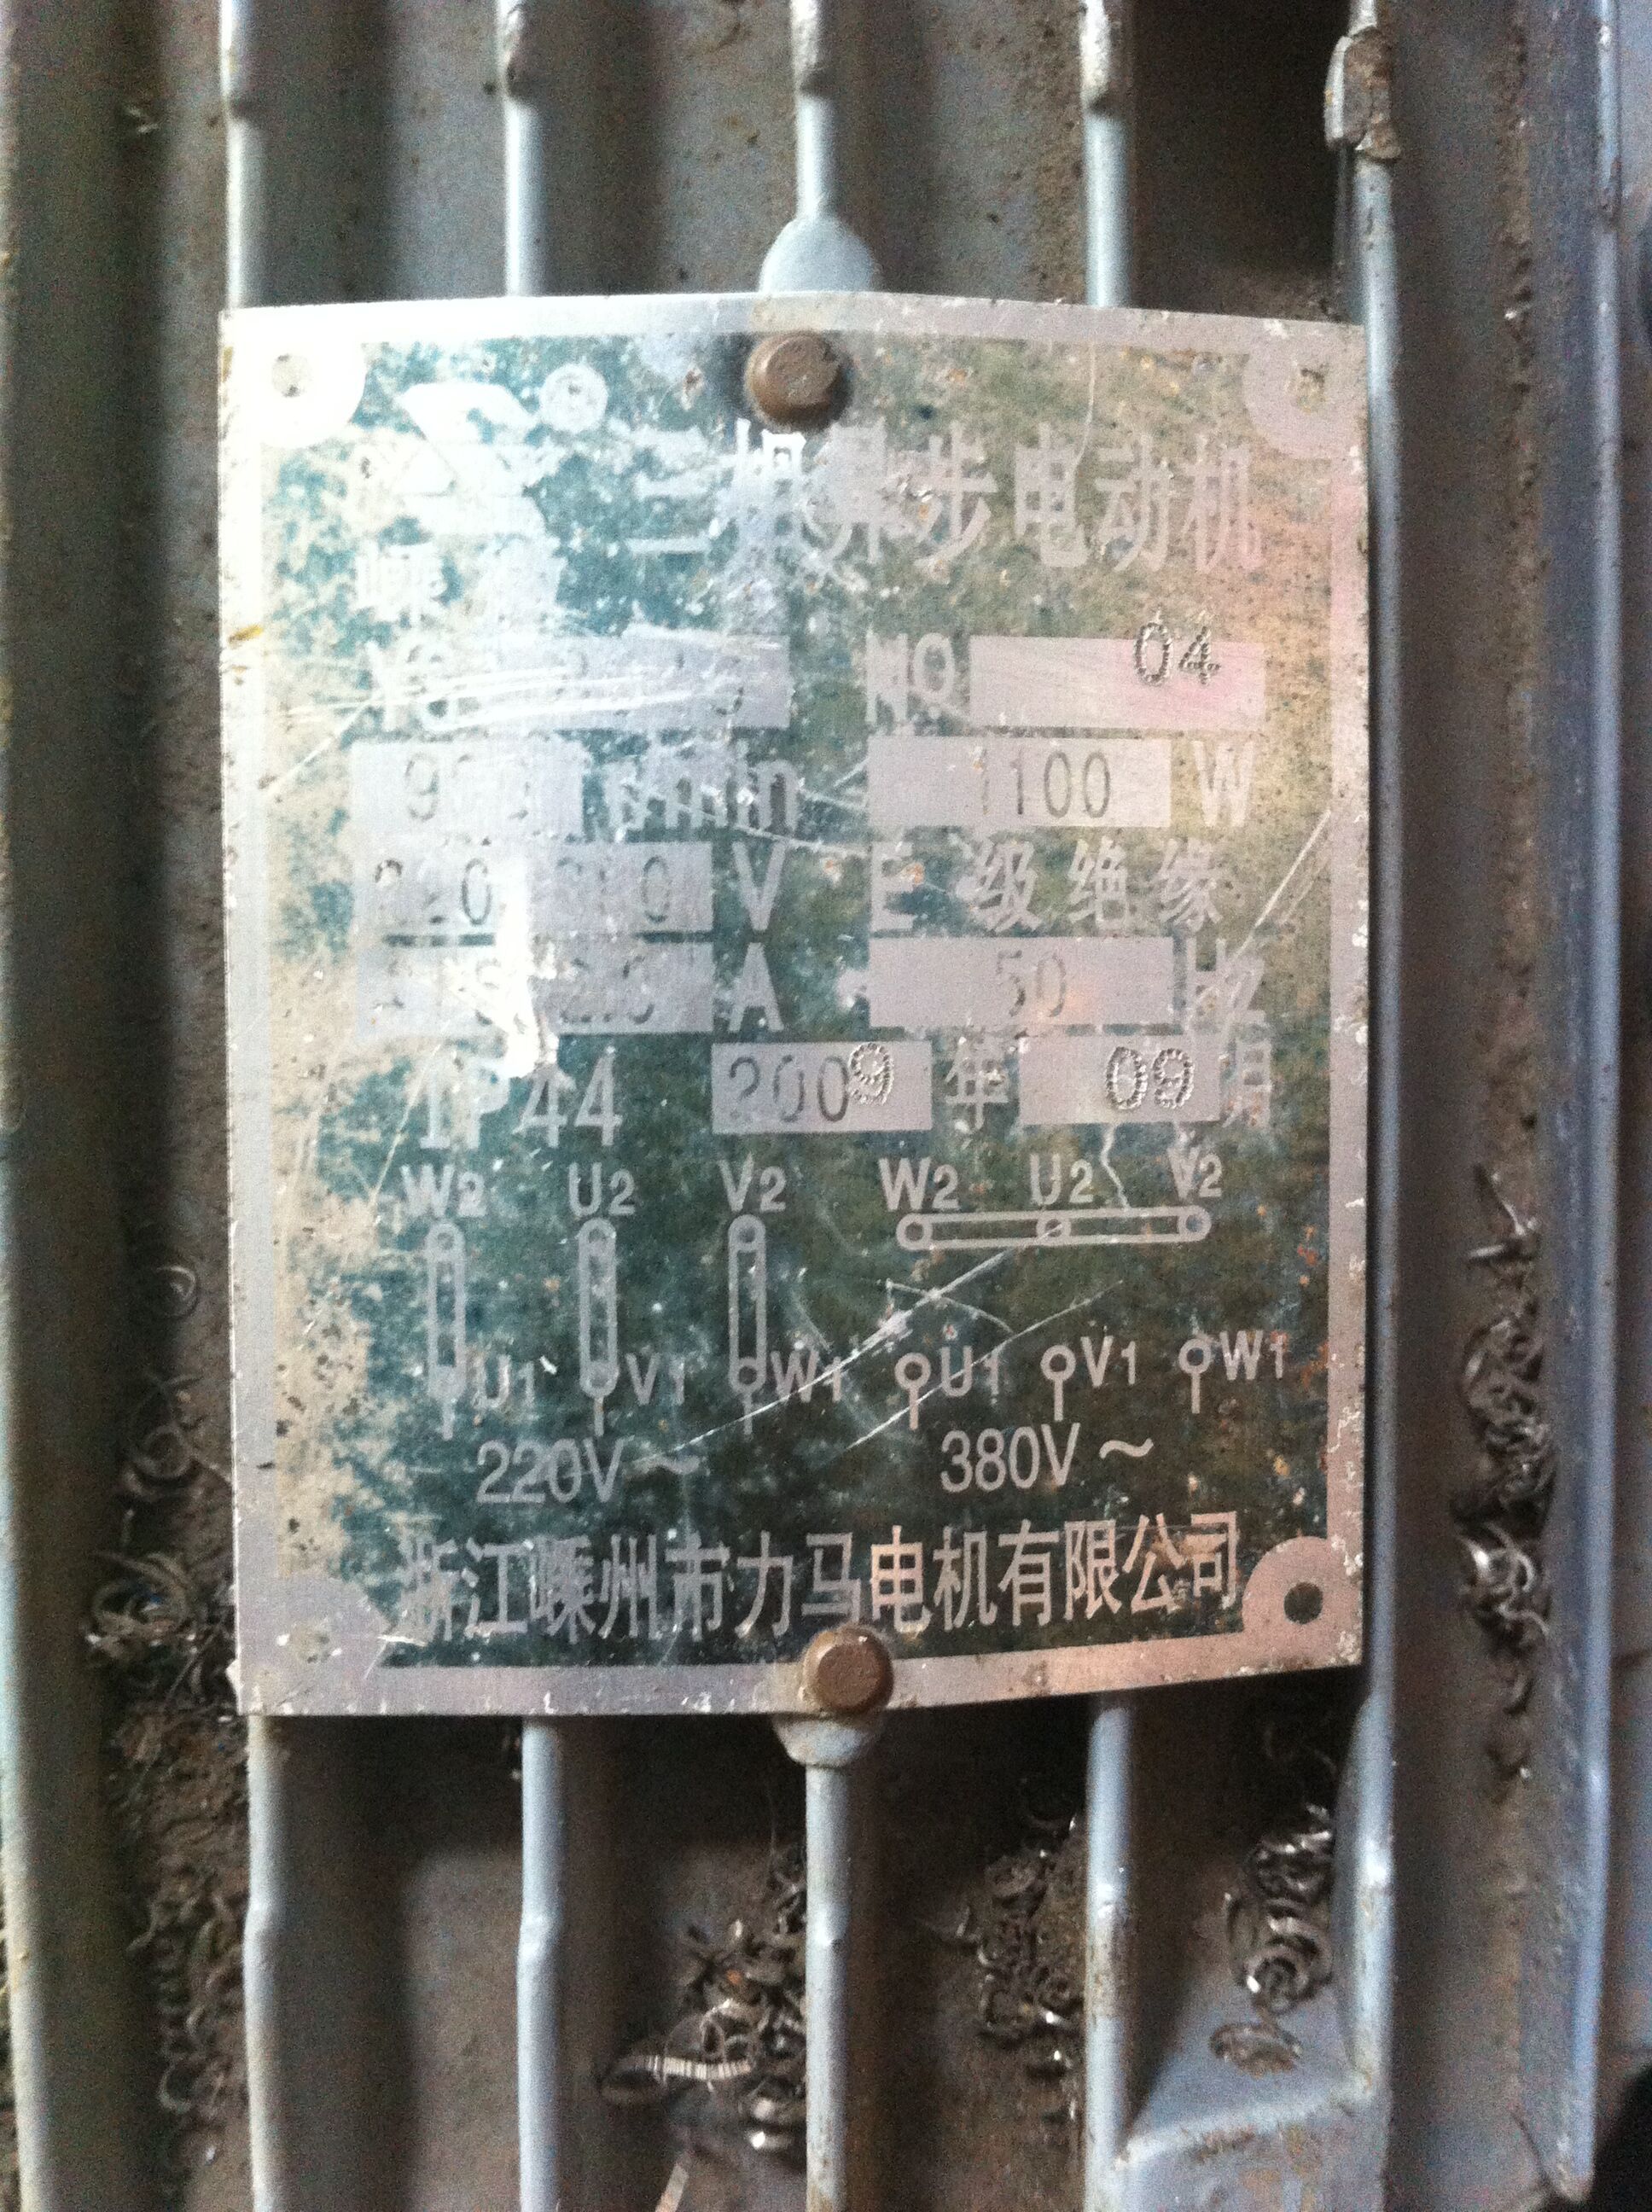 三相异步电动机
NO 04
r/min 1100 W
V E 级绝缘
A 50 Hz
IP44 2009 年 09 月
W2 U2 V2 W2 U2 V2
U1 V1 W1 U1 V1 W1
220V～ 380V～
浙江嵊州市力马电机有限公司